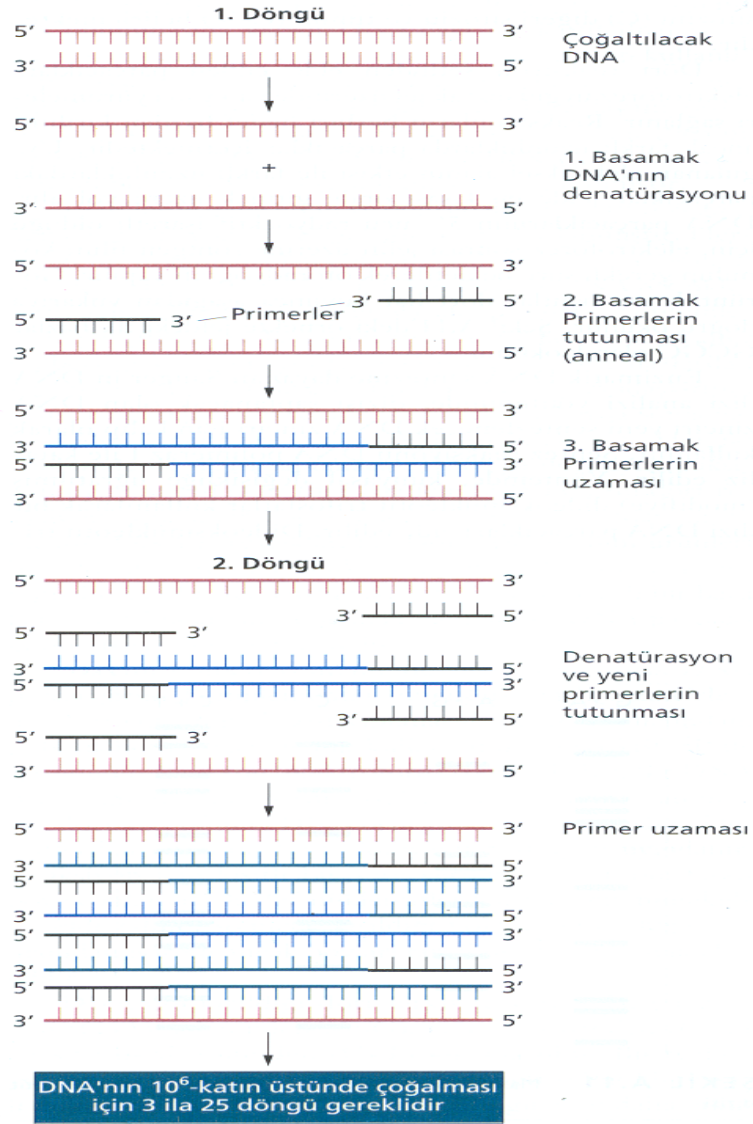 1. Döngü
5′ 3′
3′ 5′
Çoğaltılacak
DNA
5′ 3′
+
3′ 5′
1. Basamak
DNA'nın
denatürasyonu
5′ 3′
3′ 5′
5′ 3′ Primerler
3′ 5′
2. Basamak
Primerlerin
tutunması
(anneal)
5′ 3′
3′ 5′
5′ 3′
3′ 5′
3. Basamak
Primerlerin
uzaması
2. Döngü
5′ 3′
3′ 5′
5′ 3′
3′ 5′
5′ 3′
3′ 5′
5′ 3′
3′ 5′
Denatürasyon
ve yeni
primerlerin
tutunması
5′ 3′
Primer uzaması
3′ 5′
5′ 3′
3′ 5′
5′ 3′
3′ 5′
5′ 3′
3′ 5′
DNA'nın 10⁶-katın üstünde çoğalması
için 3 ila 25 döngü gereklidir